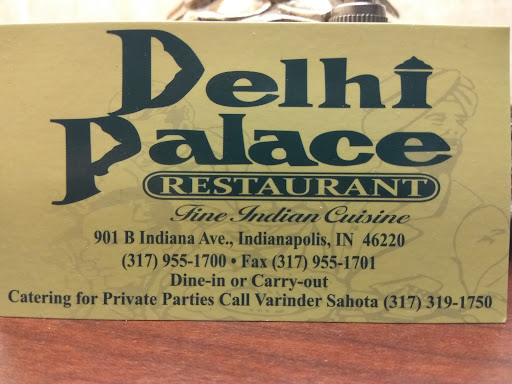 Delhi
Palace
RESTAURANT
Fine Indian Cuisine
901 B Indiana Ave., Indianapolis, IN 46220
(317) 955-1700 • Fax (317) 955-1701
Dine-in or Carry-out
Catering for Private Parties Call Varinder Sahota (317) 319-1750